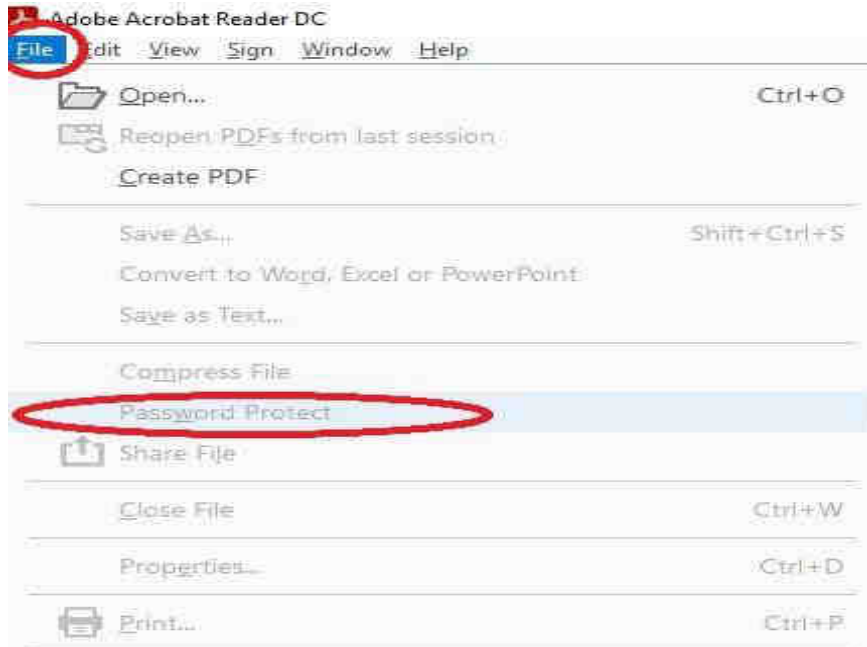 Adobe Acrobat Reader DC
File Edit View Sign Window Help
Open... Ctrl+O
Reopen PDFs from last session
Create PDF
Save As... Shift+Ctrl+S
Convert to Word, Excel or PowerPoint
Save as Text...
Compress File
Password Protect
Share File
Close File Ctrl+W
Properties... Ctrl+D
Print... Ctrl+P